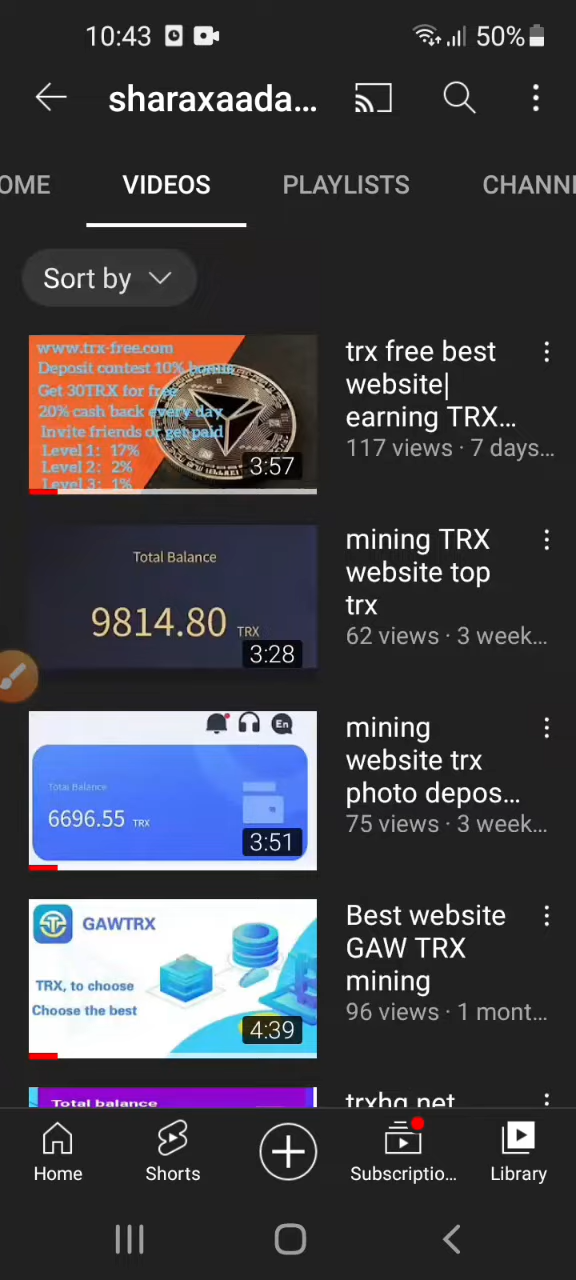 10:43
50%
sharaxaada...
OME
VIDEOS
PLAYLISTS
CHANNI
Sort by
www.trx-free.com
Deposit contest 10% bonus
Get 30TRX for free
20% cash back every day
Invite friends or get paid
Level 1: 17%
Level 2: 2%
Level 3: 1%
3:57
trx free best
website|
earning TRX...
117 views · 7 days...
Total Balance
9814.80 TRX
3:28
mining TRX
website top
trx
62 views · 3 week...
En
Total Balance
6696.55 TRX
3:51
mining
website trx
photo depos...
75 views · 3 week...
GAWTRX
TRX, to choose
Choose the best
4:39
Best website
GAW TRX
mining
96 views · 1 mont...
Total balance
trxhg.net
Home
Shorts
Subscriptio...
Library